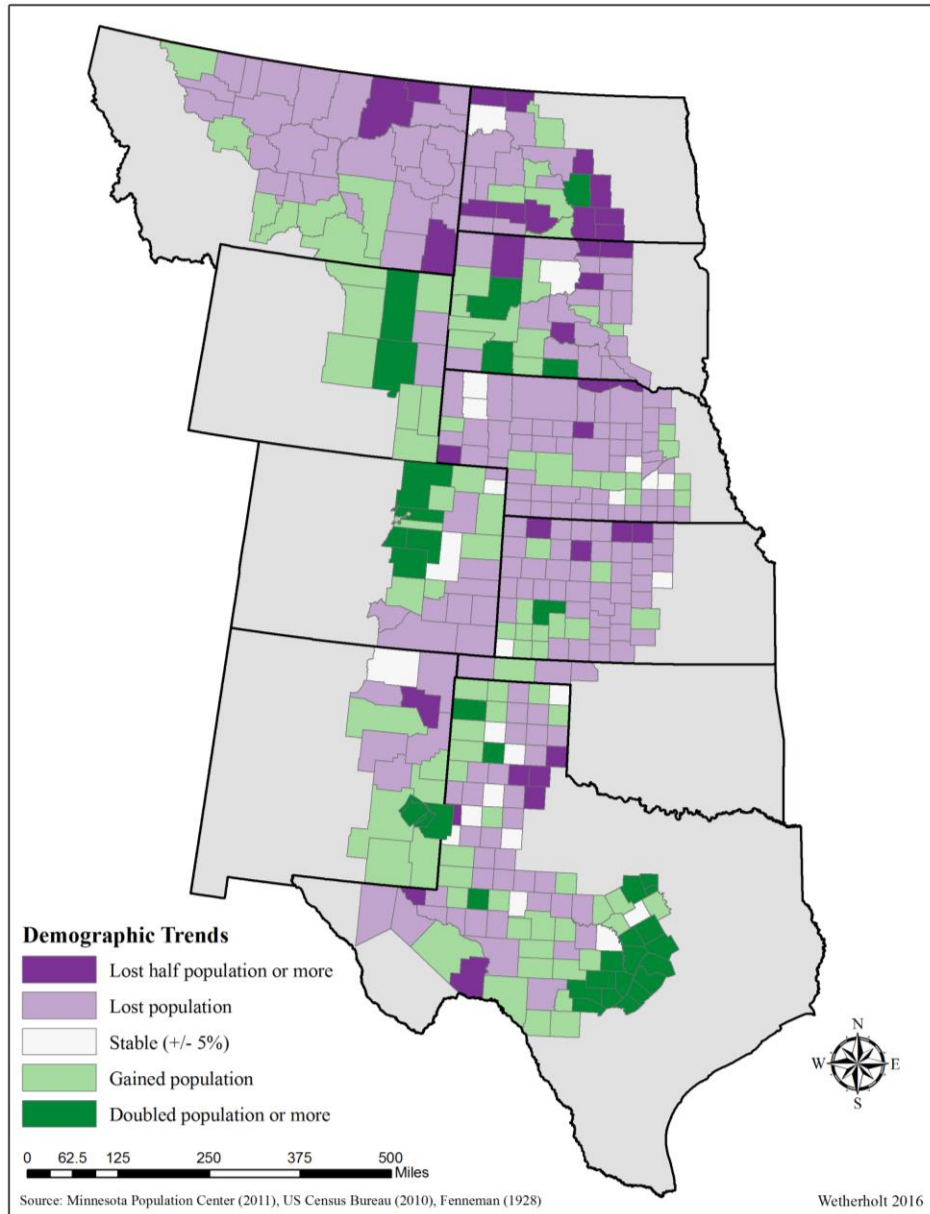 Demographic Trends
Lost half population or more
Lost population
Stable (+/- 5%)
Gained population
Doubled population or more
N
W E
S
0 62.5 125 250 375 500
Miles
Source: Minnesota Population Center (2011), US Census Bureau (2010), Fenneman (1928) Wetherholt 2016